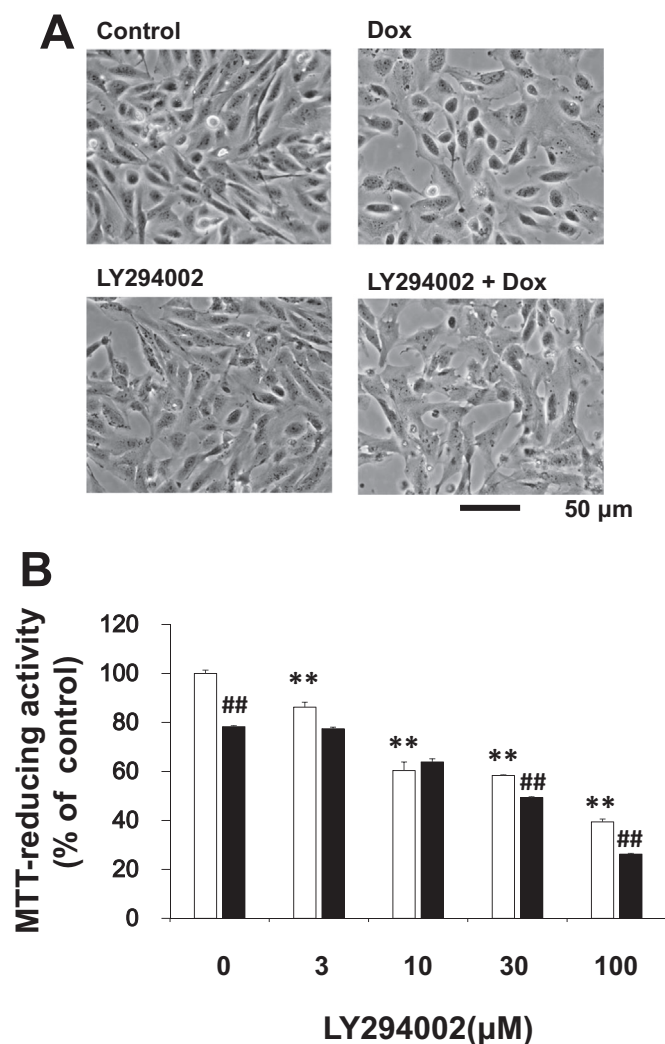 A
Control
Dox
LY294002
LY294002 + Dox
50 μm
B
MTT-reducing activity
(% of control)
120
100
80
60
40
20
0
##
**
**
**
##
**
##
0 3 10 30 100
LY294002(μM)